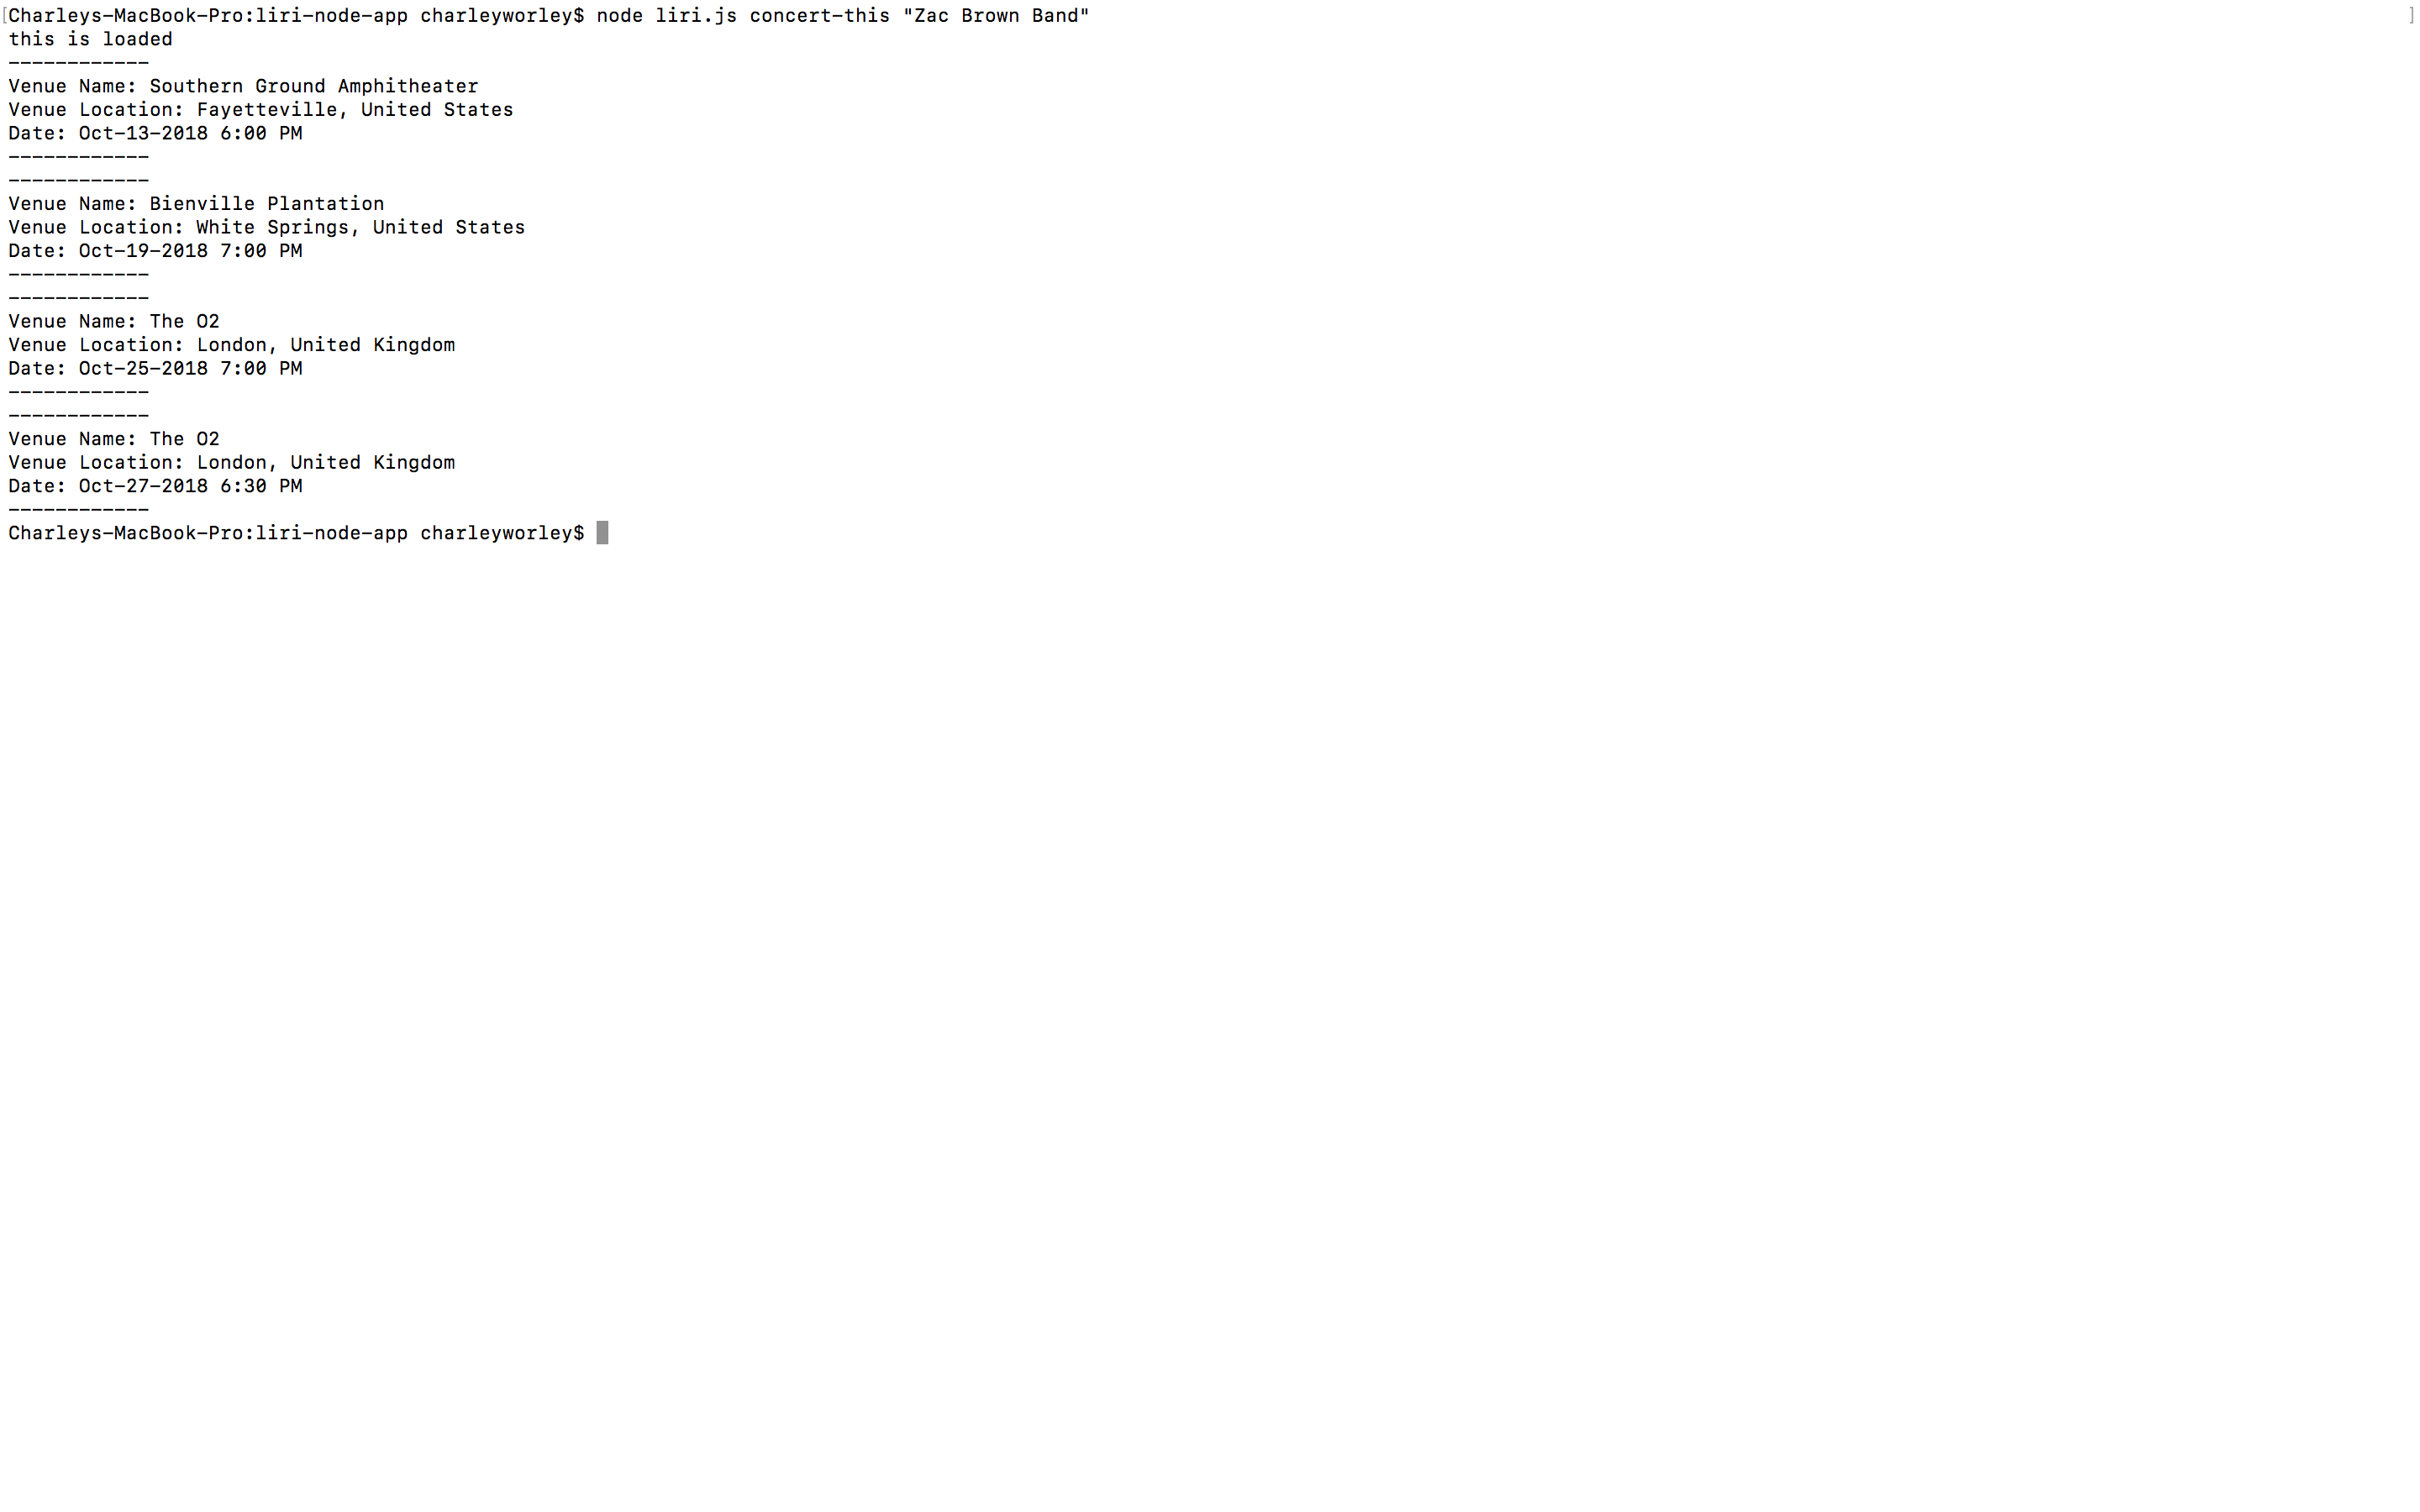 [Charleys-MacBook-Pro:liri-node-app charleyworley$ node liri.js concert-this "Zac Brown Band" ]
this is loaded
------------
Venue Name: Southern Ground Amphitheater
Venue Location: Fayetteville, United States
Date: Oct-13-2018 6:00 PM
------------
------------
Venue Name: Bienville Plantation
Venue Location: White Springs, United States
Date: Oct-19-2018 7:00 PM
------------
------------
Venue Name: The O2
Venue Location: London, United Kingdom
Date: Oct-25-2018 7:00 PM
------------
------------
Venue Name: The O2
Venue Location: London, United Kingdom
Date: Oct-27-2018 6:30 PM
------------
Charleys-MacBook-Pro:liri-node-app charleyworley$